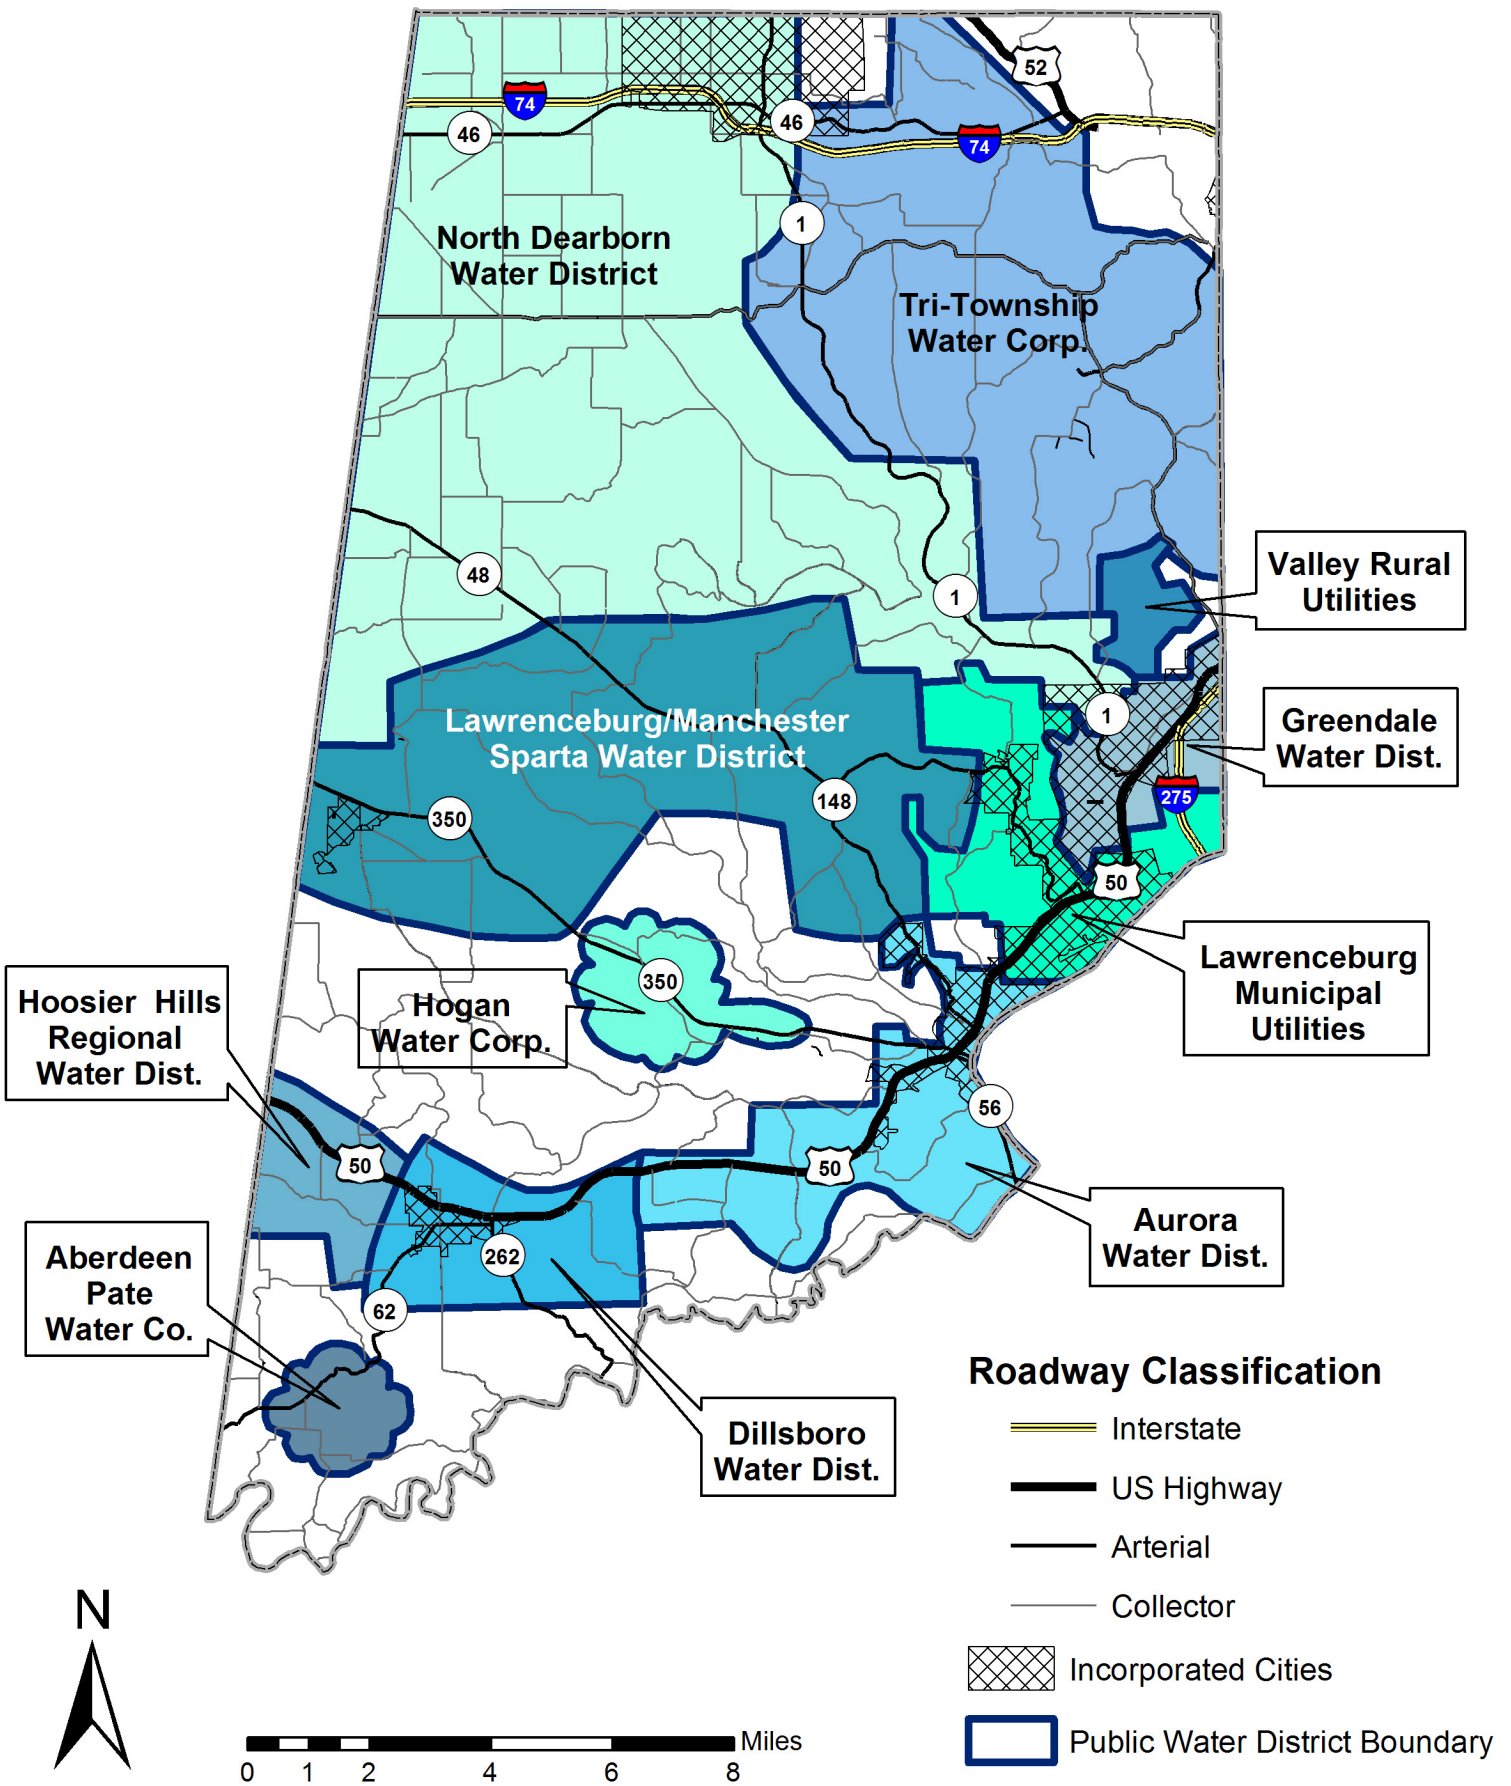 52
74
46
46
74
1
North Dearborn
Water District
Tri-Township
Water Corp.
48
1
Valley Rural
Utilities
Lawrenceburg/Manchester
Sparta Water District
1
Greendale
Water Dist.
148
275
350
50
Lawrenceburg
Municipal
Utilities
350
Hogan
Water Corp.
Hoosier Hills
Regional
Water Dist.
56
50
50
Aurora
Water Dist.
262
Aberdeen
Pate
Water Co.
62
Dillsboro
Water Dist.
Roadway Classification
Interstate
US Highway
Arterial
Collector
Incorporated Cities
Public Water District Boundary
N
Miles
0 1 2 4 6 8